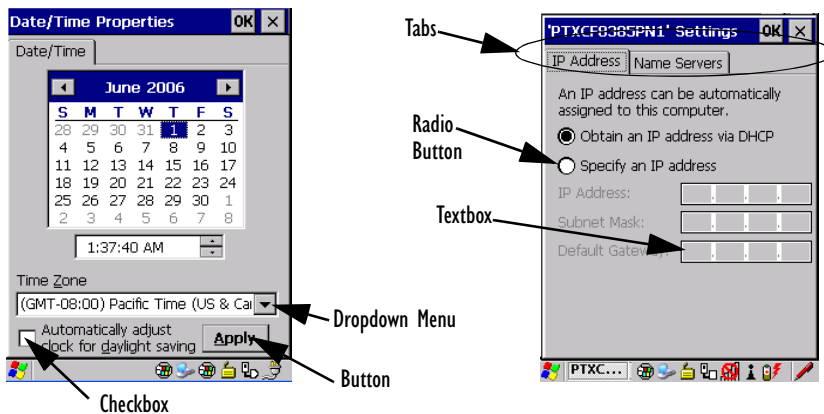 Date/Time Properties OK ×
Date/Time
June 2006
S M T W T F S
28 29 30 31 1 2 3
4 5 6 7 8 9 10
11 12 13 14 15 16 17
18 19 20 21 22 23 24
25 26 27 28 29 30 1
2 3 4 5 6 7 8
1:37:40 AM
Time Zone
(GMT-08:00) Pacific Time (US & Ca
Automatically adjust
clock for daylight saving
Apply
Dropdown Menu
Button
Checkbox
Tabs
'PTXCF8385PN1' Settings OK ×
IP Address Name Servers
An IP address can be automatically
assigned to this computer.
Obtain an IP address via DHCP
Radio
Button
Specify an IP address
IP Address:
Subnet Mask:
Textbox
Default Gateway:
PTXC...